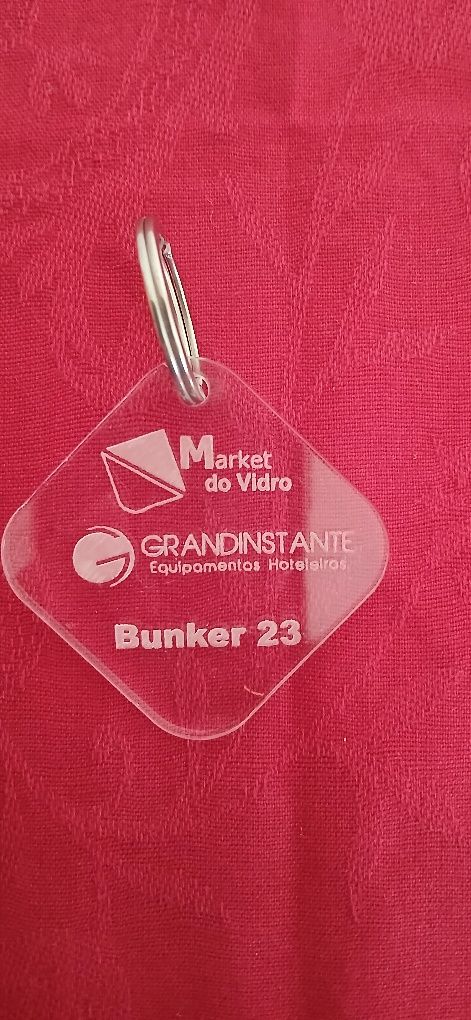 Market
do Vidro
GRANDINSTANTE
Equipamentos Hoteleiros
Bunker 23